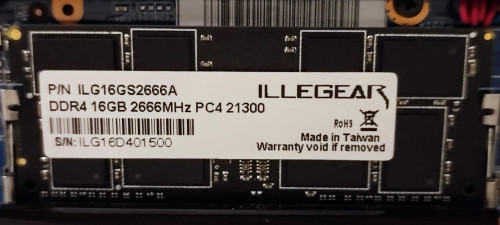 P/N ILG16GS2666A
ILLEGEAR
DDR4 16GB 2666MHz PC4 21300
RoHS
Made in Taiwan
S/N: ILG16D401500
Warranty void if removed